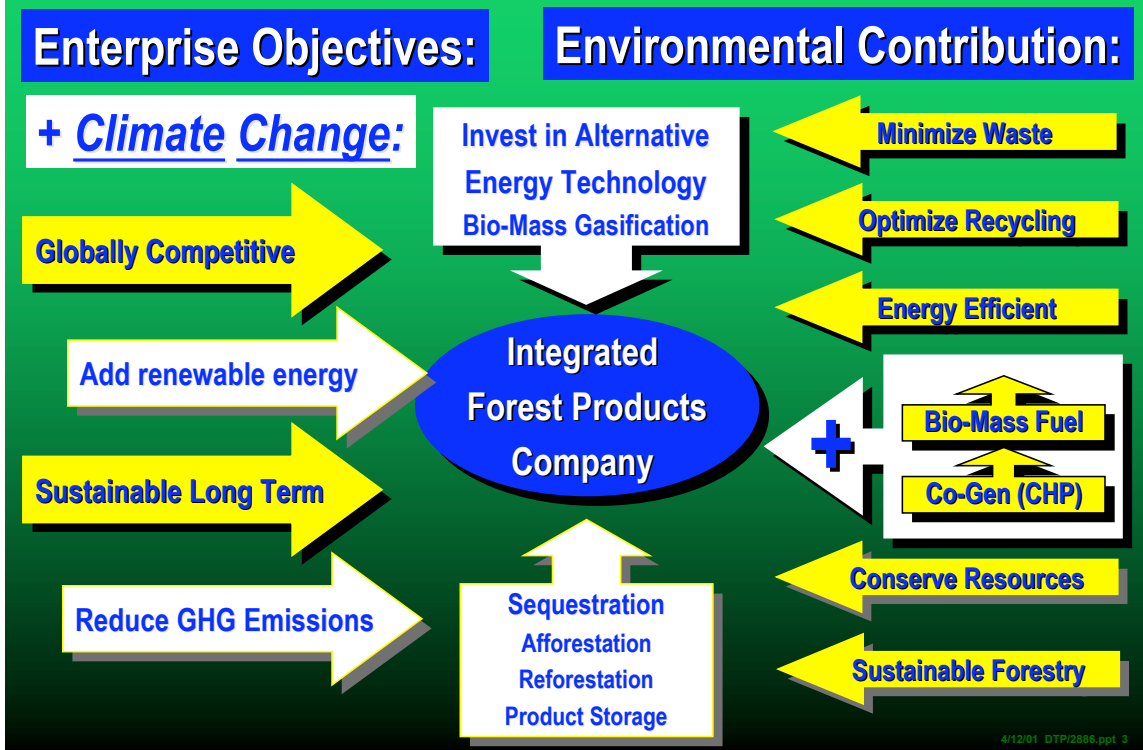 Enterprise Objectives:
Environmental Contribution:
+ Climate Change:
Globally Competitive
Add renewable energy
Sustainable Long Term
Reduce GHG Emissions
Invest in Alternative
Energy Technology
Bio-Mass Gasification
Integrated
Forest Products
Company
Sequestration
Afforestation
Reforestation
Product Storage
Minimize Waste
Optimize Recycling
Energy Efficient
+
Bio-Mass Fuel
Co-Gen (CHP)
Conserve Resources
Sustainable Forestry
4/12/01 DTP/2886.ppt 3